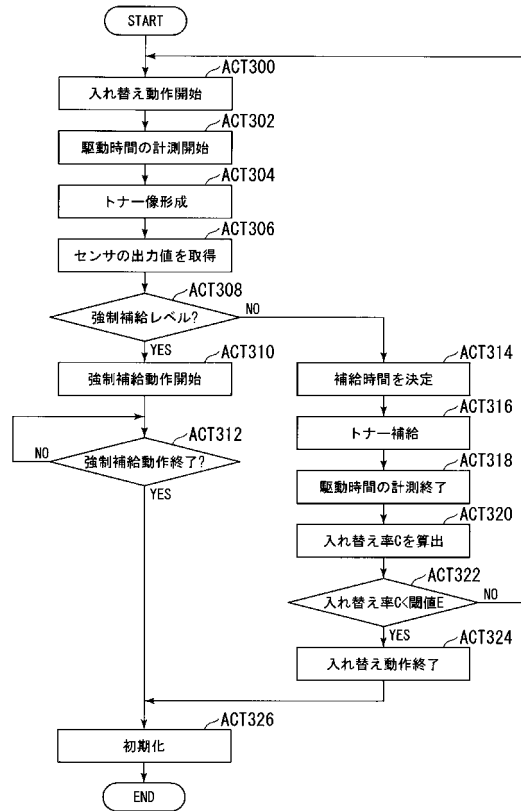 START
ACT300
入れ替え動作開始
ACT302
駆動時間の計測開始
ACT304
トナー像形成
ACT306
センサの出力値を取得
ACT308
強制補給レベル?
NO
YES
ACT310
強制補給動作開始
ACT312
強制補給動作終了?
NO
YES
ACT314
補給時間を決定
ACT316
トナー補給
ACT318
駆動時間の計測終了
ACT320
入れ替え率Cを算出
ACT322
入れ替え率C<閾値E
NO
YES
ACT324
入れ替え動作終了
ACT326
初期化
END